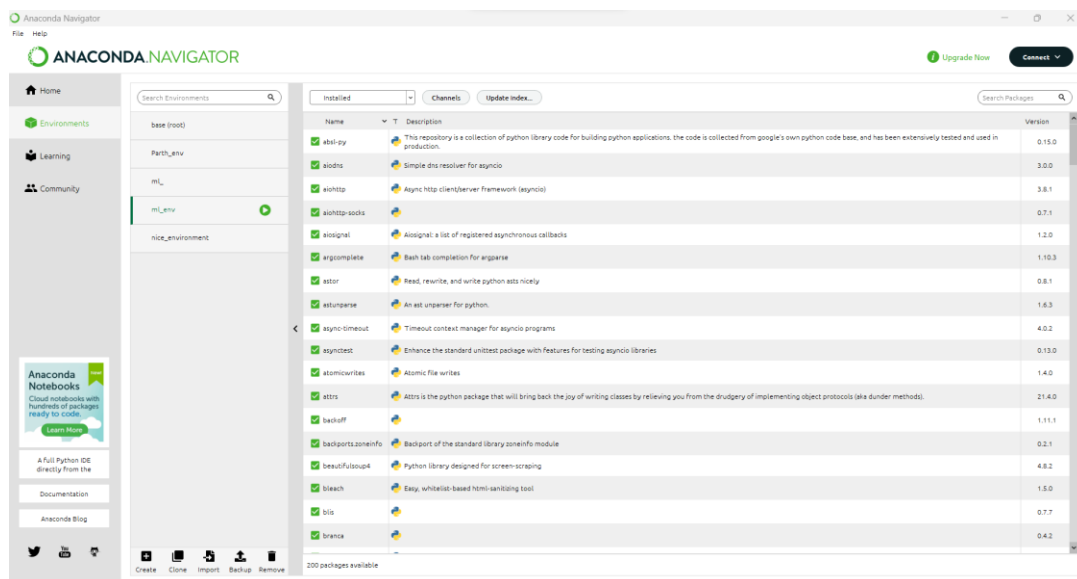 Anaconda Navigator
File Help
ANACONDA.NAVIGATOR
Upgrade Now
Connect
Home
Environments
Learning
Community
Anaconda
Notebooks
new
Cloud notebooks with
hundreds of packages
ready to code.
Learn More
A Full Python IDE
directly from the
Documentation
Anaconda Blog
You
Tube
Search Environments
base (root)
Parth_env
ml_
ml_env
nice_environment
Create Clone Import Backup Remove
Installed Channels Update index... Search Packages
Name T Description Version
absl-py This repository is a collection of python library code for building python applications. the code is collected from google's own python code base, and has been extensively tested and used in
production. 0.15.0
aiodns Simple dns resolver for asyncio 3.0.0
aiohttp Async http client/server framework (asyncio) 3.8.1
aiohttp-socks 0.7.1
aiosignal Aiosignal: a list of registered asynchronous callbacks 1.2.0
argcomplete Bash tab completion for argparse 1.10.3
astor Read, rewrite, and write python asts nicely 0.8.1
astunparse An ast unparser for python. 1.6.3
async-timeout Timeout context manager for asyncio programs 4.0.2
asynctest Enhance the standard unittest package with features for testing asyncio libraries 0.13.0
atomicwrites Atomic file writes 1.4.0
attrs Attrs is the python package that will bring back the joy of writing classes by relieving you from the drudgery of implementing object protocols (aka dunder methods). 21.4.0
backoff 1.11.1
backports.zoneinfo Backport of the standard library zoneinfo module 0.2.1
beautifulsoup4 Python library designed for screen-scraping 4.8.2
bleach Easy, whitelist-based html-sanitizing tool 1.5.0
blis 0.7.7
branca 0.4.2
200 packages available